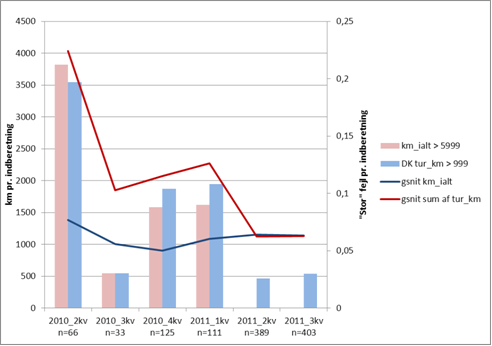 4500
4000
3500
3000
2500
2000
1500
1000
500
0
km pr. indberetning
0,25
0,2
0,15
0,1
0,05
0
"Stor" fejl pr. indberetning
2010_2kv 2010_3kv 2010_4kv 2011_1kv 2011_2kv 2011_3kv
n=66 n=33 n=125 n=111 n=389 n=403
km_ialt > 5999
DK tur_km > 999
gsnit km_ialt
gsnit sum af tur_km